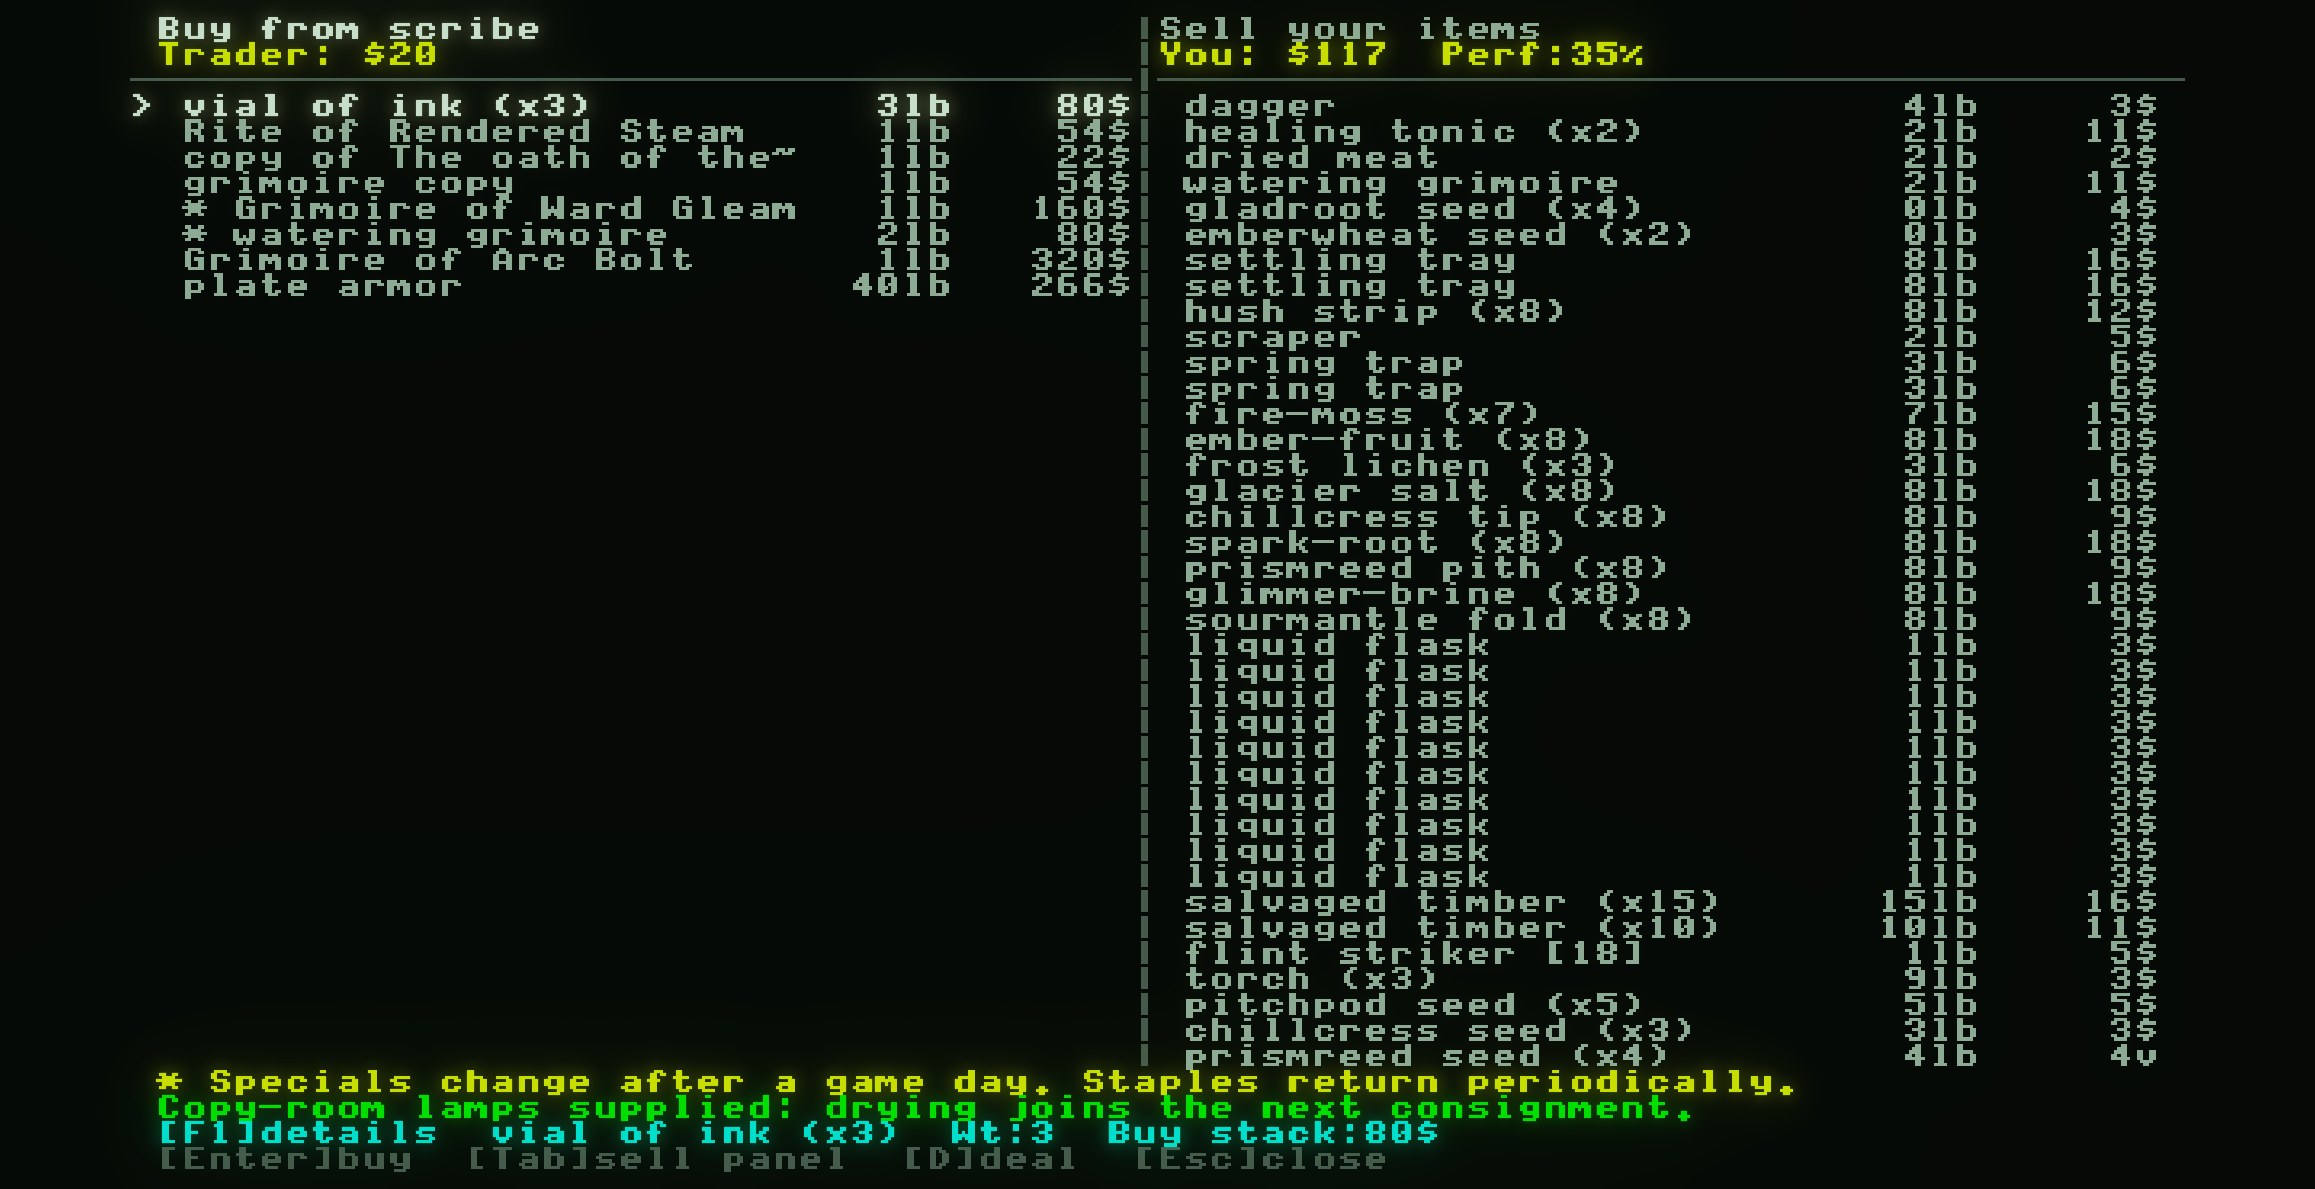 Buy from scribe
Trader: $20
> vial of ink (x3) 3lb 80$
Rite of Rendered Steam 1lb 54$
copy of The oath of the~ 1lb 22$
grimoire copy 1lb 54$
* Grimoire of Ward Gleam 1lb 160$
* watering grimoire 2lb 80$
Grimoire of Arc Bolt 1lb 320$
plate armor 40lb 266$
Sell your items
You: $117 Perf:35%
dagger 4lb 3$
healing tonic (x2) 2lb 11$
dried meat 2lb 2$
watering grimoire 2lb 11$
gladroot seed (x4) 0lb 4$
emberwheat seed (x2) 0lb 3$
settling tray 8lb 16$
settling tray 8lb 16$
hush strip (x8) 8lb 12$
scraper 2lb 5$
spring trap 3lb 6$
spring trap 3lb 6$
fire-moss (x7) 7lb 15$
ember-fruit (x8) 8lb 18$
frost lichen (x3) 3lb 6$
glacier salt (x8) 8lb 18$
chillcress tip (x8) 8lb 9$
spark-root (x8) 8lb 18$
prismreed pith (x8) 8lb 9$
glimmer-brine (x8) 8lb 18$
sourmantle fold (x8) 8lb 9$
liquid flask 1lb 3$
liquid flask 1lb 3$
liquid flask 1lb 3$
liquid flask 1lb 3$
liquid flask 1lb 3$
liquid flask 1lb 3$
liquid flask 1lb 3$
liquid flask 1lb 3$
liquid flask 1lb 3$
liquid flask 1lb 3$
salvaged timber (x15) 15lb 16$
salvaged timber (x10) 10lb 11$
flint striker [18] 1lb 5$
torch (x3) 9lb 3$
pitchpod seed (x5) 5lb 5$
chillcress seed (x3) 3lb 3$
prismreed seed (x4) 4lb 4v
* Specials change after a game day. Staples return periodically.
Copy-room lamps supplied: drying joins the next consignment.
[F1]details vial of ink (x3) Wt:3 Buy stack:80$
[Enter]buy [Tab]sell panel [D]deal [Esc]close